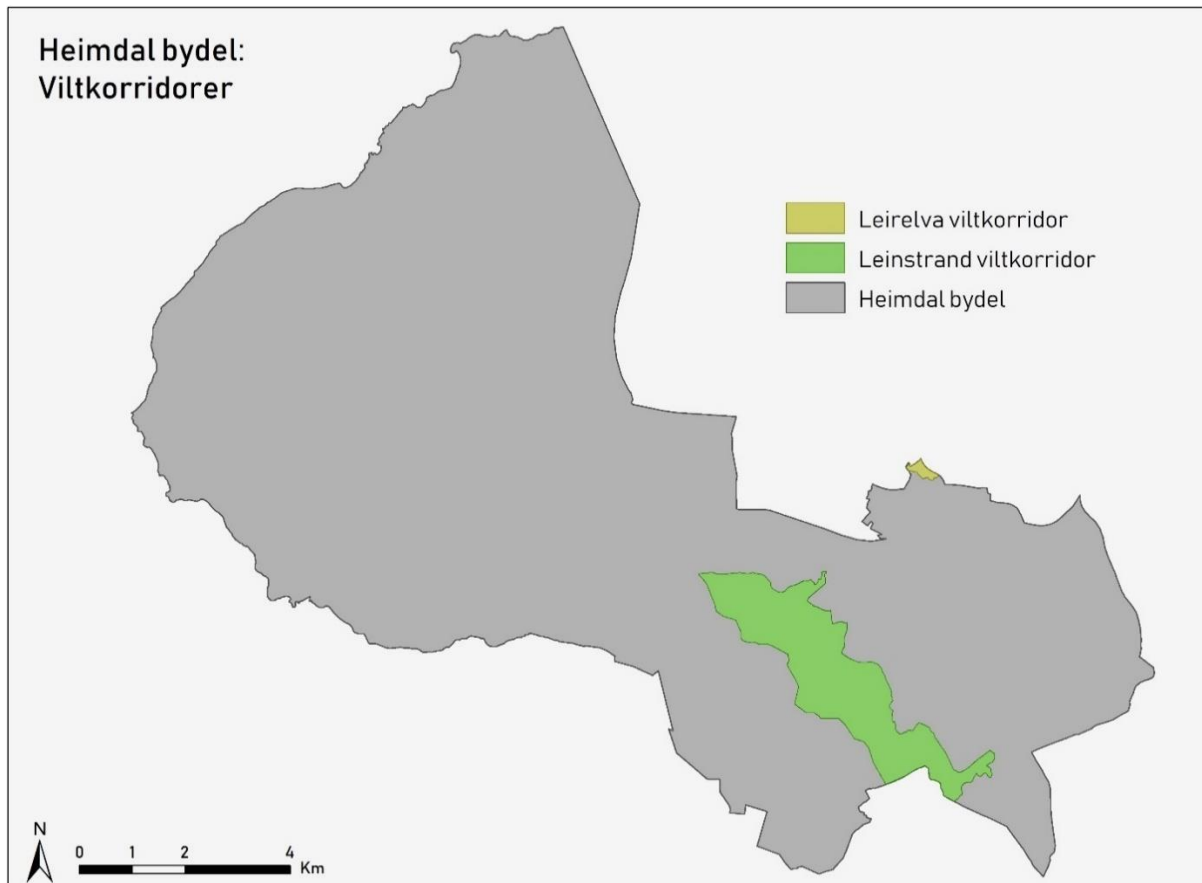 Heimdal bydel:
Viltkorridorer
Leirelva viltkorridor
Leinstrand viltkorridor
Heimdal bydel
N
0 1 2 4
Km